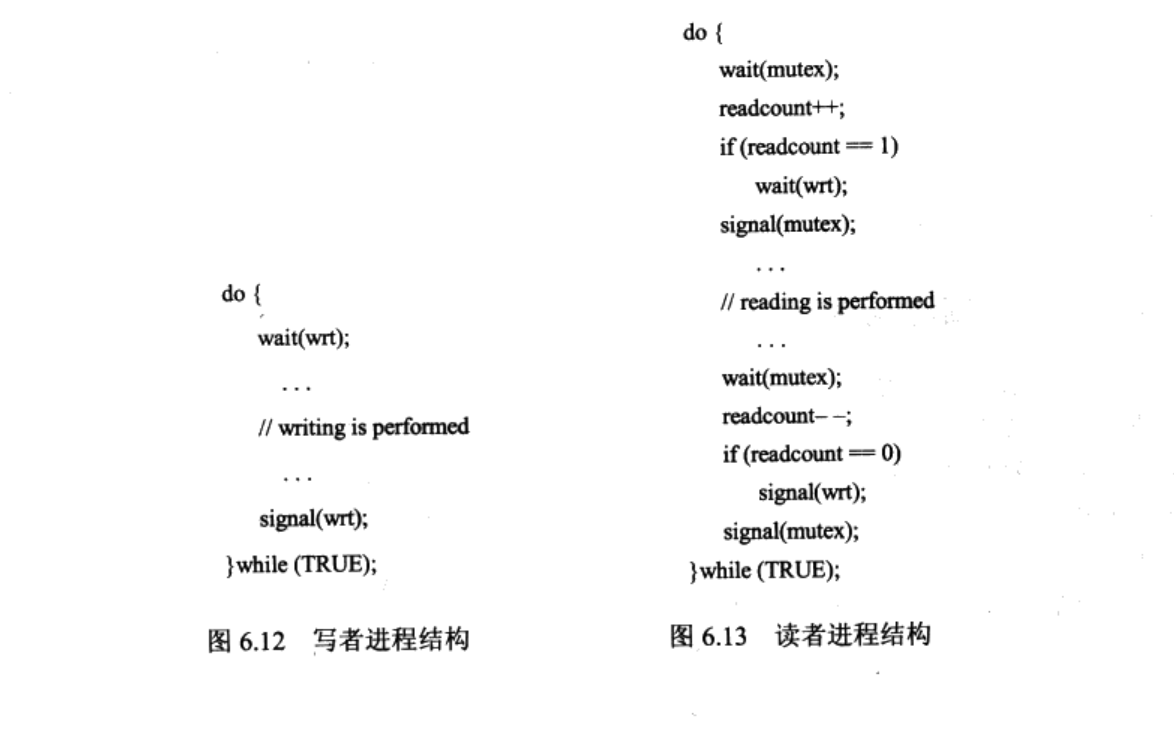 do {
wait(wrt);
. . .
// writing is performed
. . .
signal(wrt);
}while (TRUE);
图 6.12 写者进程结构
do {
wait(mutex);
readcount++;
if (readcount == 1)
wait(wrt);
signal(mutex);
. . .
// reading is performed
. . .
wait(mutex);
readcount– –;
if (readcount == 0)
signal(wrt);
signal(mutex);
}while (TRUE);
图 6.13 读者进程结构